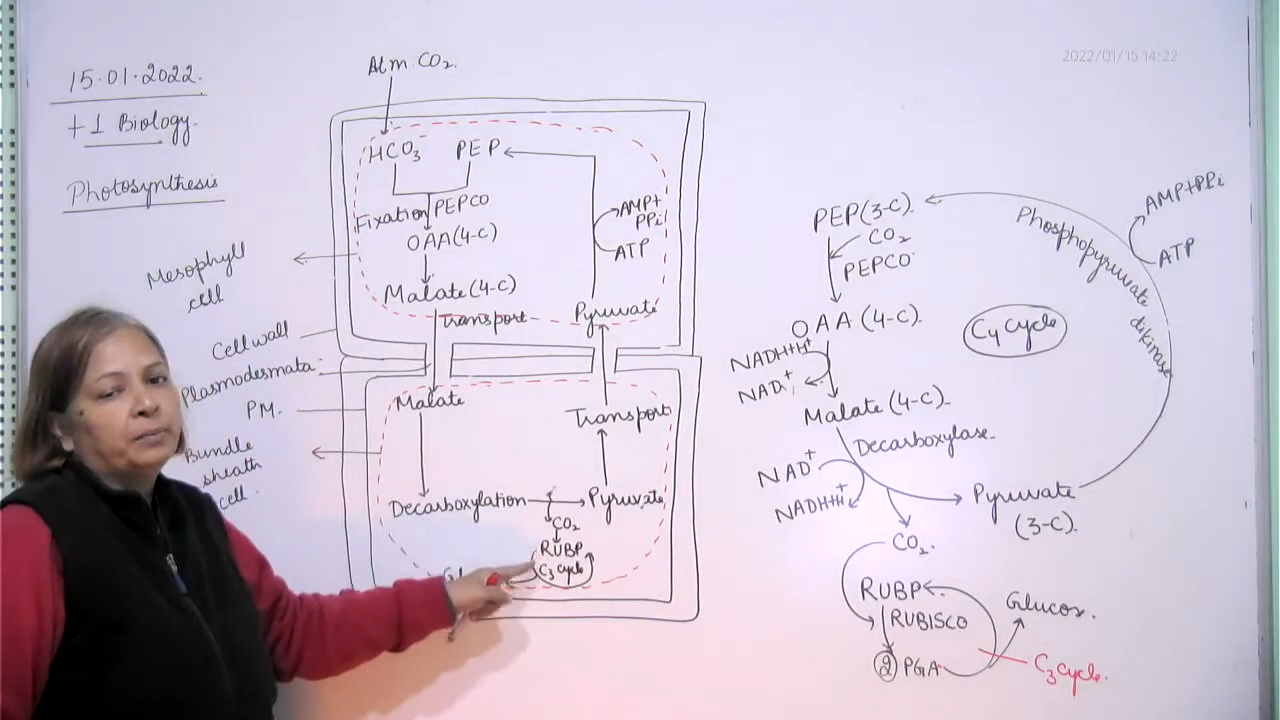 2022/01/15 14:22
15.01.2022.
+1 Biology.
Photosynthesis
Atm. CO₂.
HCO₃⁻ PEP
Fixation PEPCO
OAA(4-C)
Malate (4-C)
transport
Pyruvate
AMP+
PPi
ATP
Mesophyll
cell
Cell wall
Plasmodesmata
PM.
Bundle
sheath
cell.
Malate
Transport
Decarboxylation
Pyruvate
CO₂
RUBP
C₃ cycle
PEP(3-C).
CO₂
PEPCO
OAA (4-C).
NADH+H⁺
NAD⁺
Malate (4-C).
Decarboxylase.
NAD⁺
NADH+H⁺
Pyruvate
(3-C).
CO₂.
RUBP
RUBISCO
② PGA
Glucose.
C₃ cycle.
C₄ cycle
Phosphopyruvate dikinase
AMP+PPi
ATP